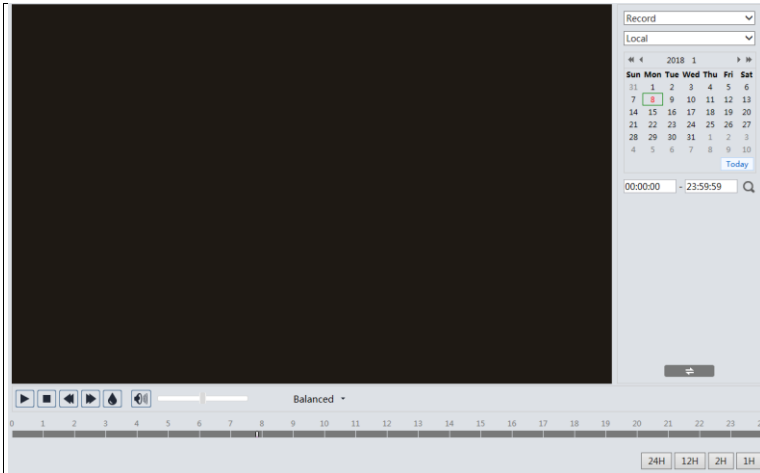 Record
Local
2018 1
Sun Mon Tue Wed Thu Fri Sat
31 1 2 3 4 5 6
7 8 9 10 11 12 13
14 15 16 17 18 19 20
21 22 23 24 25 26 27
28 29 30 31 1 2 3
4 5 6 7 8 9 10
Today
00:00:00 - 23:59:59
Balanced
0 1 2 3 4 5 6 7 8 9 10 11 12 13 14 15 16 17 18 19 20 21 22 23 2
24H 12H 2H 1H